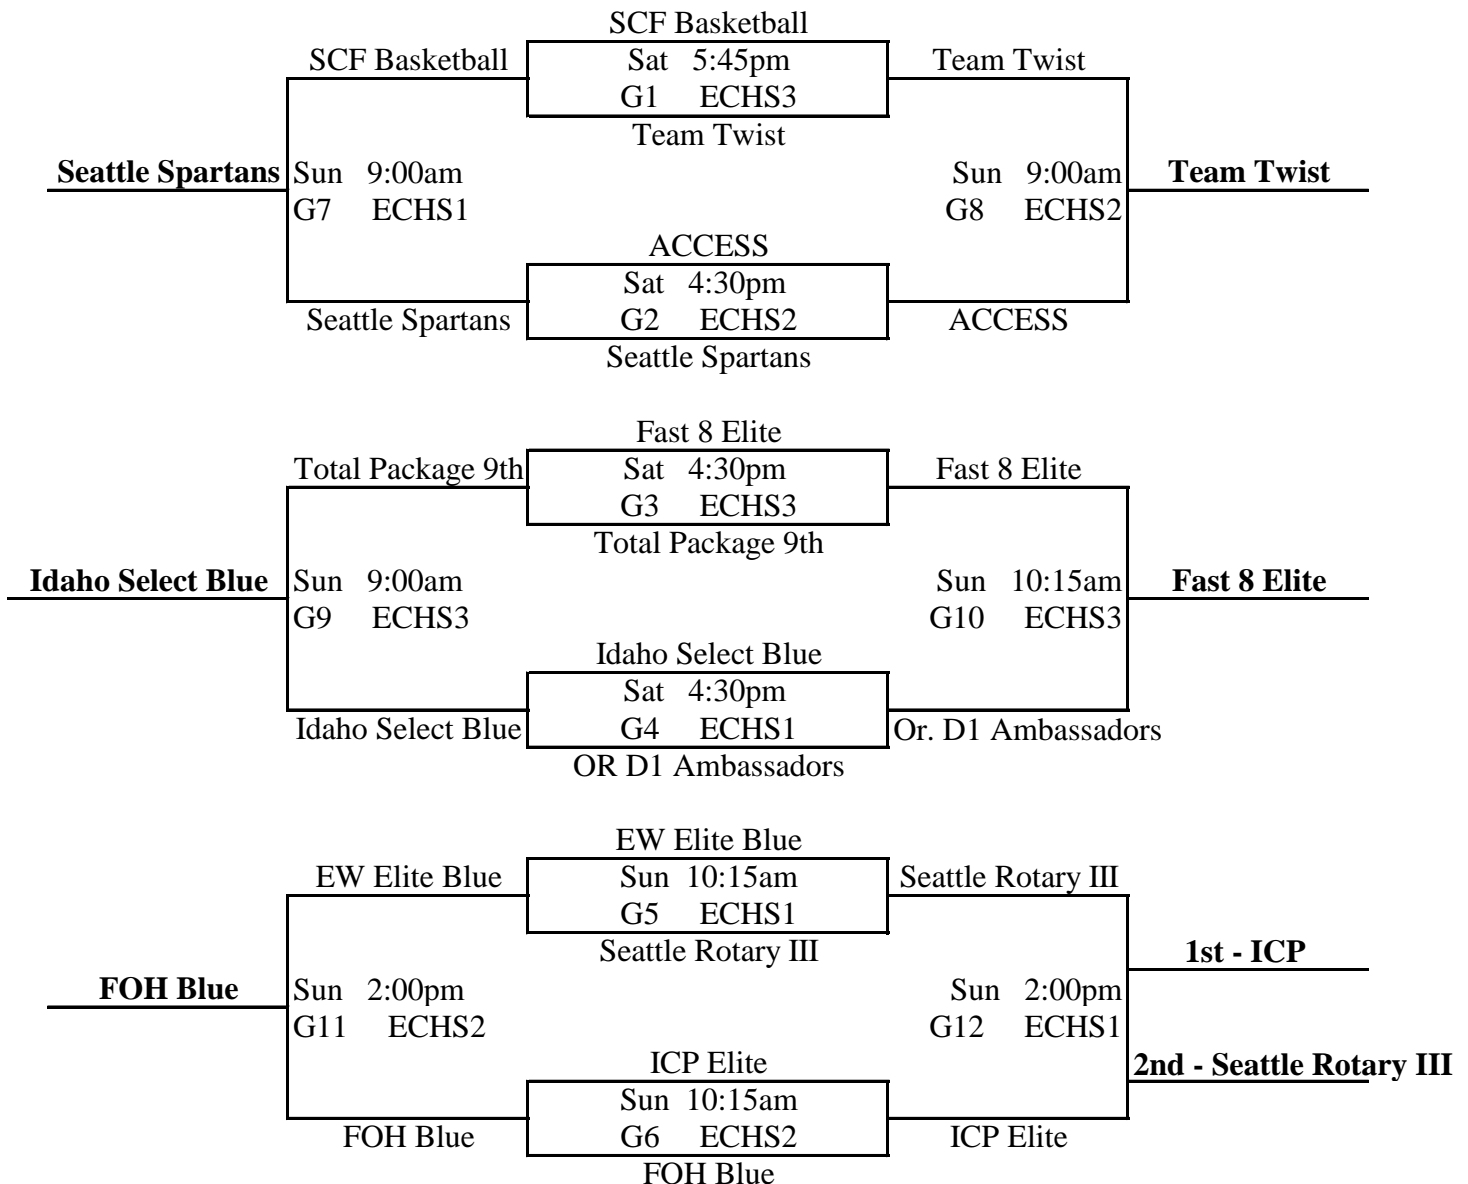 SCF Basketball
SCF Basketball Sat 5:45pm Team Twist
G1 ECHS3
Team Twist
Seattle Spartans Sun 9:00am Sun 9:00am Team Twist
G7 ECHS1 G8 ECHS2
ACCESS
Sat 4:30pm
Seattle Spartans G2 ECHS2 ACCESS
Seattle Spartans
Fast 8 Elite
Total Package 9th Sat 4:30pm Fast 8 Elite
G3 ECHS3
Total Package 9th
Idaho Select Blue Sun 9:00am Sun 10:15am Fast 8 Elite
G9 ECHS3 G10 ECHS3
Idaho Select Blue
Sat 4:30pm
Idaho Select Blue G4 ECHS1 Or. D1 Ambassadors
OR D1 Ambassadors
EW Elite Blue
EW Elite Blue Sun 10:15am Seattle Rotary III
G5 ECHS1
Seattle Rotary III 1st - ICP
FOH Blue Sun 2:00pm Sun 2:00pm
G11 ECHS2 G12 ECHS1
ICP Elite 2nd - Seattle Rotary III
Sun 10:15am
FOH Blue G6 ECHS2 ICP Elite
FOH Blue